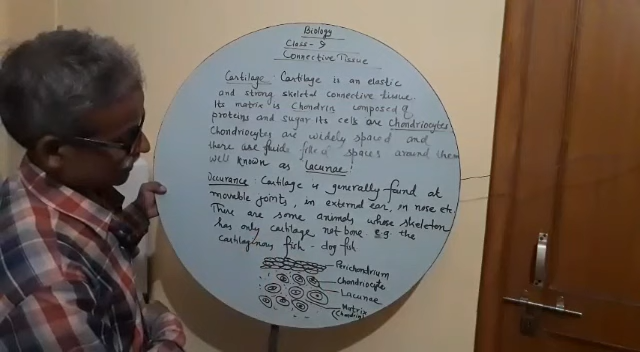 Biology
Class - 9
Connective Tissue
Cartilage: Cartilage is an elastic
and strong skeletal connective tissue.
Its matrix is Chondrin composed of
proteins and sugar. Its cells are Chondriocytes.
Chondriocytes are widely spaced and
there are fluid filled spaces around them
well known as Lacunae.
Occurance: Cartilage is generally found at
movable joints, in external ear, in nose etc.
There are some animals whose skeleton
has only cartilage not bone E.g. the
cartilaginary fish - dog fish
Perichondrium
Chondriocyte
Lacunae
Matrix
(Chondrin)